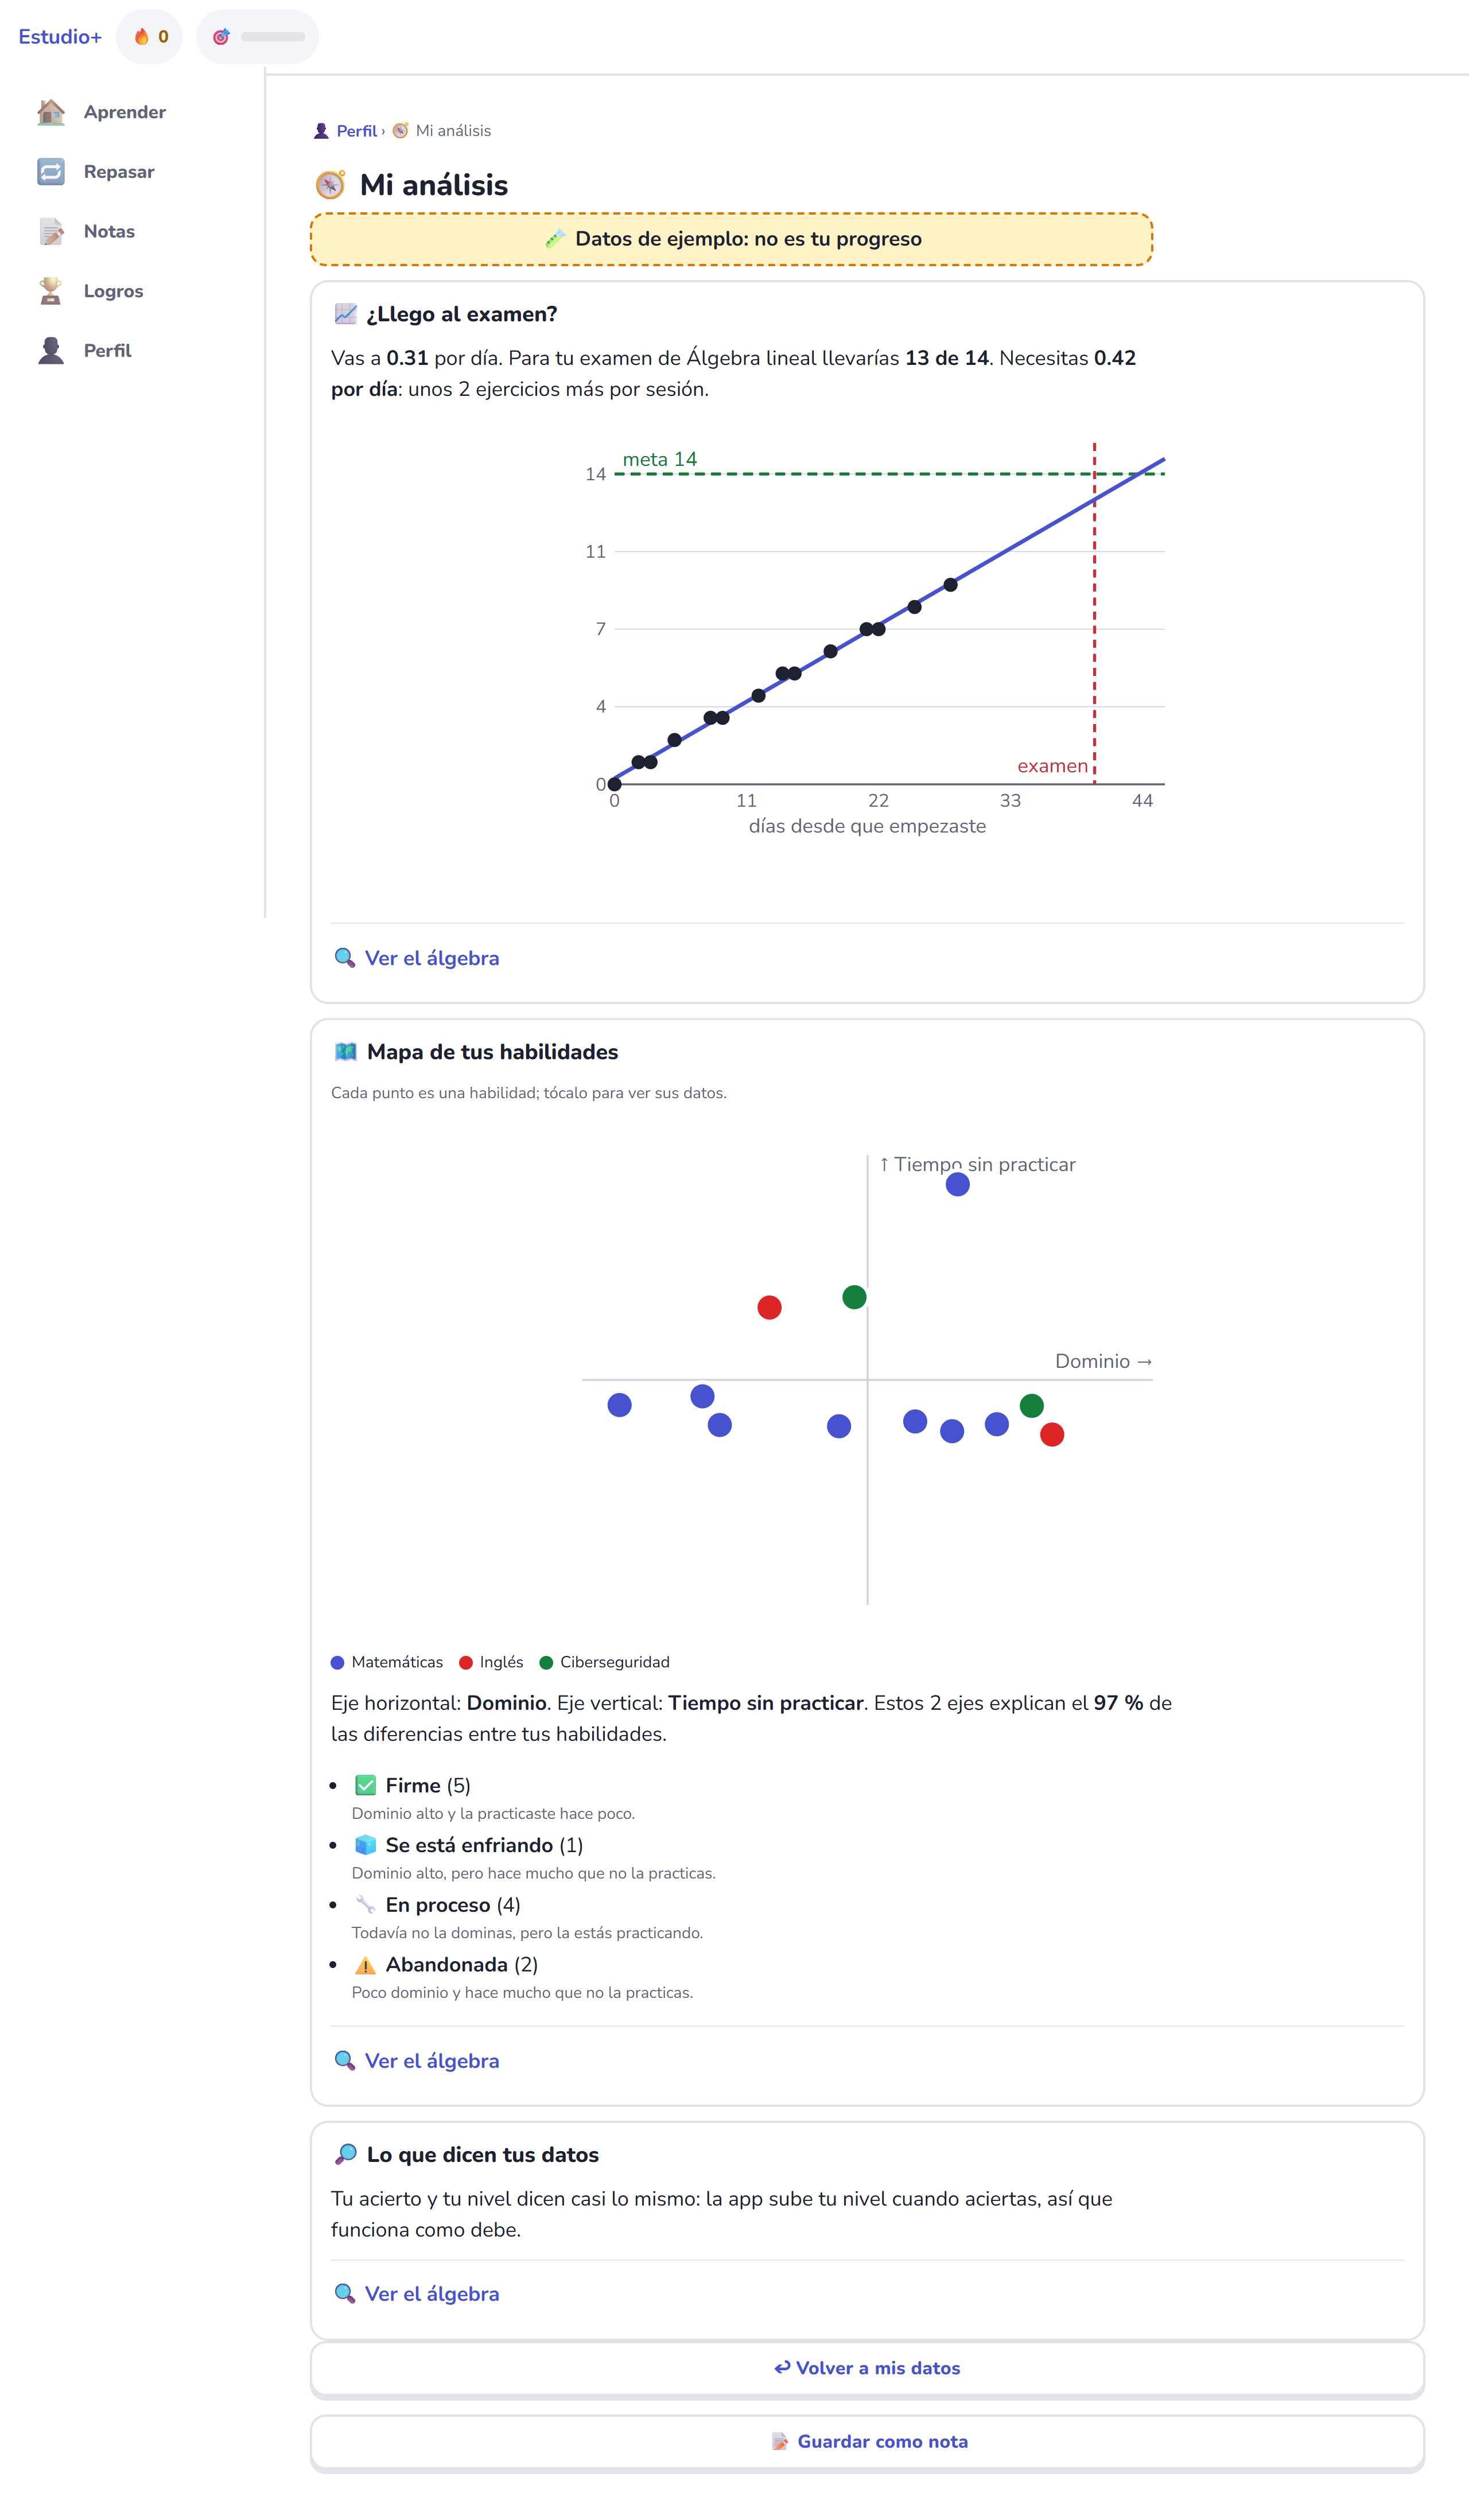 Estudio+ 0
Aprender
Repasar
Notas
Logros
Perfil
Perfil › Mi análisis
Mi análisis
Datos de ejemplo: no es tu progreso
¿Llego al examen?
Vas a 0.31 por día. Para tu examen de Álgebra lineal llevarías 13 de 14. Necesitas 0.42
por día: unos 2 ejercicios más por sesión.
meta 14
14
11
7
4
examen
0
0 11 22 33 44
días desde que empezaste
Ver el álgebra
Mapa de tus habilidades
Cada punto es una habilidad; tócalo para ver sus datos.
↑ Tiempo sin practicar
Dominio →
Matemáticas Inglés Ciberseguridad
Eje horizontal: Dominio. Eje vertical: Tiempo sin practicar. Estos 2 ejes explican el 97 % de
las diferencias entre tus habilidades.
• Firme (5)
Dominio alto y la practicaste hace poco.
• Se está enfriando (1)
Dominio alto, pero hace mucho que no la practicas.
• En proceso (4)
Todavía no la dominas, pero la estás practicando.
• Abandonada (2)
Poco dominio y hace mucho que no la practicas.
Ver el álgebra
Lo que dicen tus datos
Tu acierto y tu nivel dicen casi lo mismo: la app sube tu nivel cuando aciertas, así que
funciona como debe.
Ver el álgebra
↩ Volver a mis datos
Guardar como nota